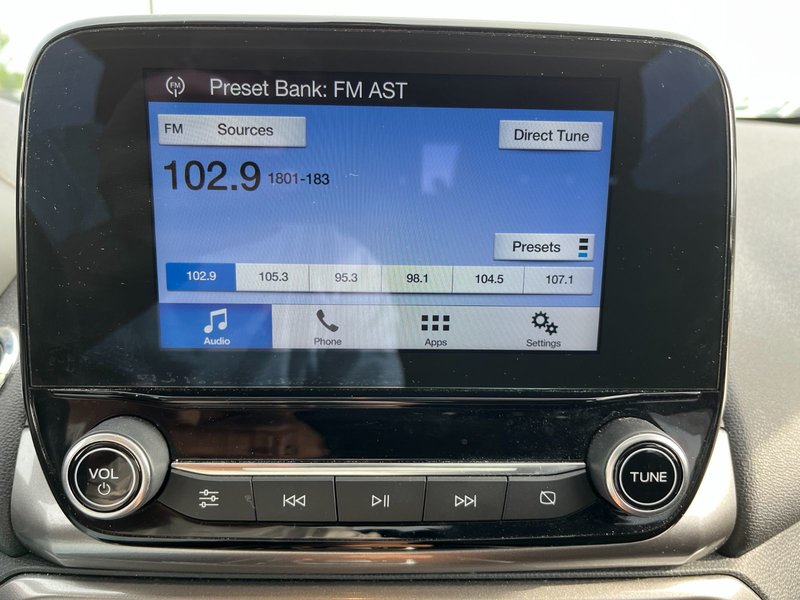 FM Preset Bank: FM AST
FM Sources
Direct Tune
102.9 1801-183
Presets
102.9 105.3 95.3 98.1 104.5 107.1
Audio Phone Apps Settings
VOL
TUNE